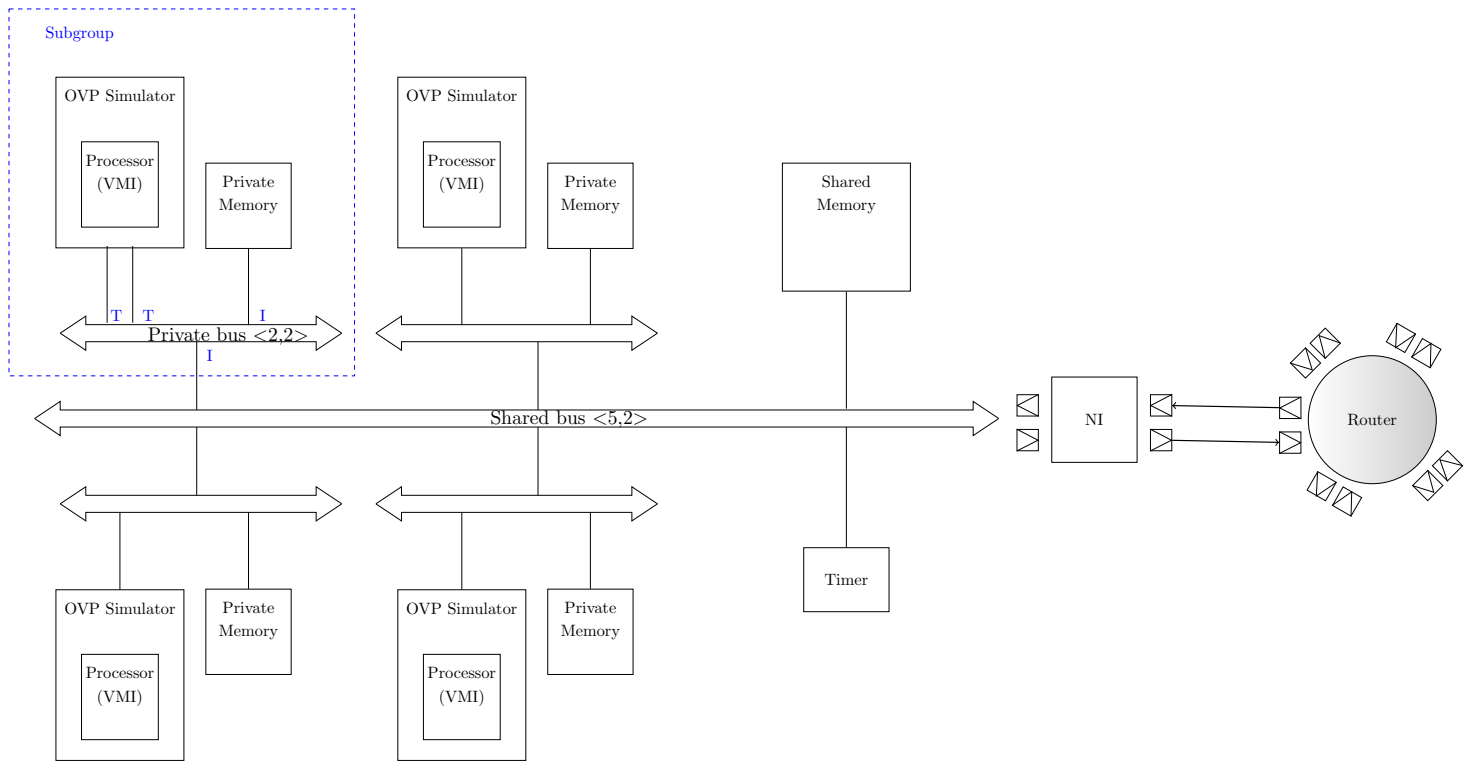 Subgroup
OVP Simulator
Processor
(VMI)
Private
Memory
T
T
I
Private bus <2,2>
I
OVP Simulator
Processor
(VMI)
Private
Memory
Shared
Memory
Shared bus <5,2>
NI
Router
Timer
OVP Simulator
Processor
(VMI)
Private
Memory
OVP Simulator
Processor
(VMI)
Private
Memory